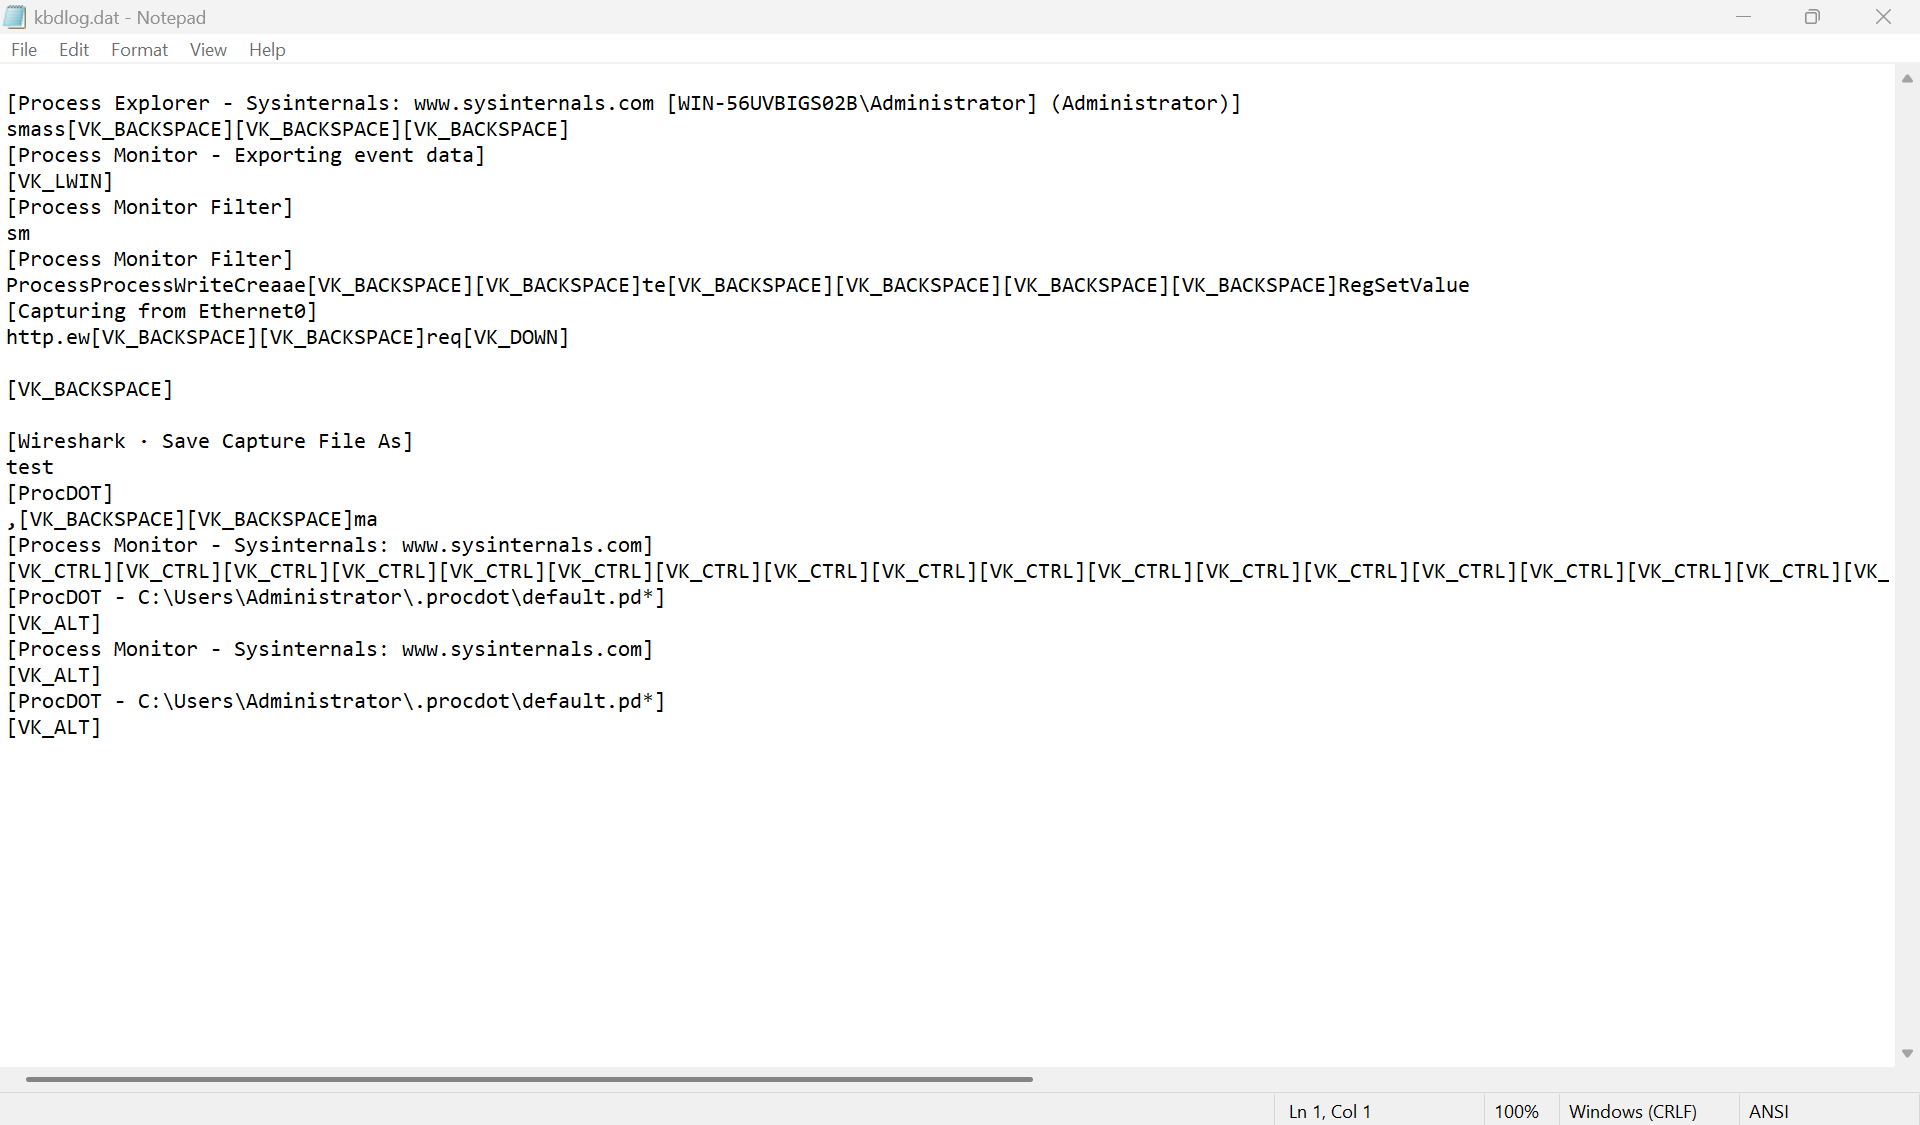 kbdlog.dat - Notepad
File Edit Format View Help
[Process Explorer - Sysinternals: www.sysinternals.com [WIN-56UVBIGS02B\Administrator] (Administrator)]
smass[VK_BACKSPACE][VK_BACKSPACE][VK_BACKSPACE]
[Process Monitor - Exporting event data]
[VK_LWIN]
[Process Monitor Filter]
sm
[Process Monitor Filter]
ProcessProcessWriteCreaae[VK_BACKSPACE][VK_BACKSPACE]te[VK_BACKSPACE][VK_BACKSPACE][VK_BACKSPACE][VK_BACKSPACE]RegSetValue
[Capturing from Ethernet0]
http.ew[VK_BACKSPACE][VK_BACKSPACE]req[VK_DOWN]
[VK_BACKSPACE]
[Wireshark · Save Capture File As]
test
[ProcDOT]
,[VK_BACKSPACE][VK_BACKSPACE]ma
[Process Monitor - Sysinternals: www.sysinternals.com]
[VK_CTRL][VK_CTRL][VK_CTRL][VK_CTRL][VK_CTRL][VK_CTRL][VK_CTRL][VK_CTRL][VK_CTRL][VK_CTRL][VK_CTRL][VK_CTRL][VK_CTRL][VK_CTRL][VK_CTRL][VK_CTRL][VK_CTRL][VK_
[ProcDOT - C:\Users\Administrator\.procdot\default.pd*]
[VK_ALT]
[Process Monitor - Sysinternals: www.sysinternals.com]
[VK_ALT]
[ProcDOT - C:\Users\Administrator\.procdot\default.pd*]
[VK_ALT]
Ln 1, Col 1 100% Windows (CRLF) ANSI